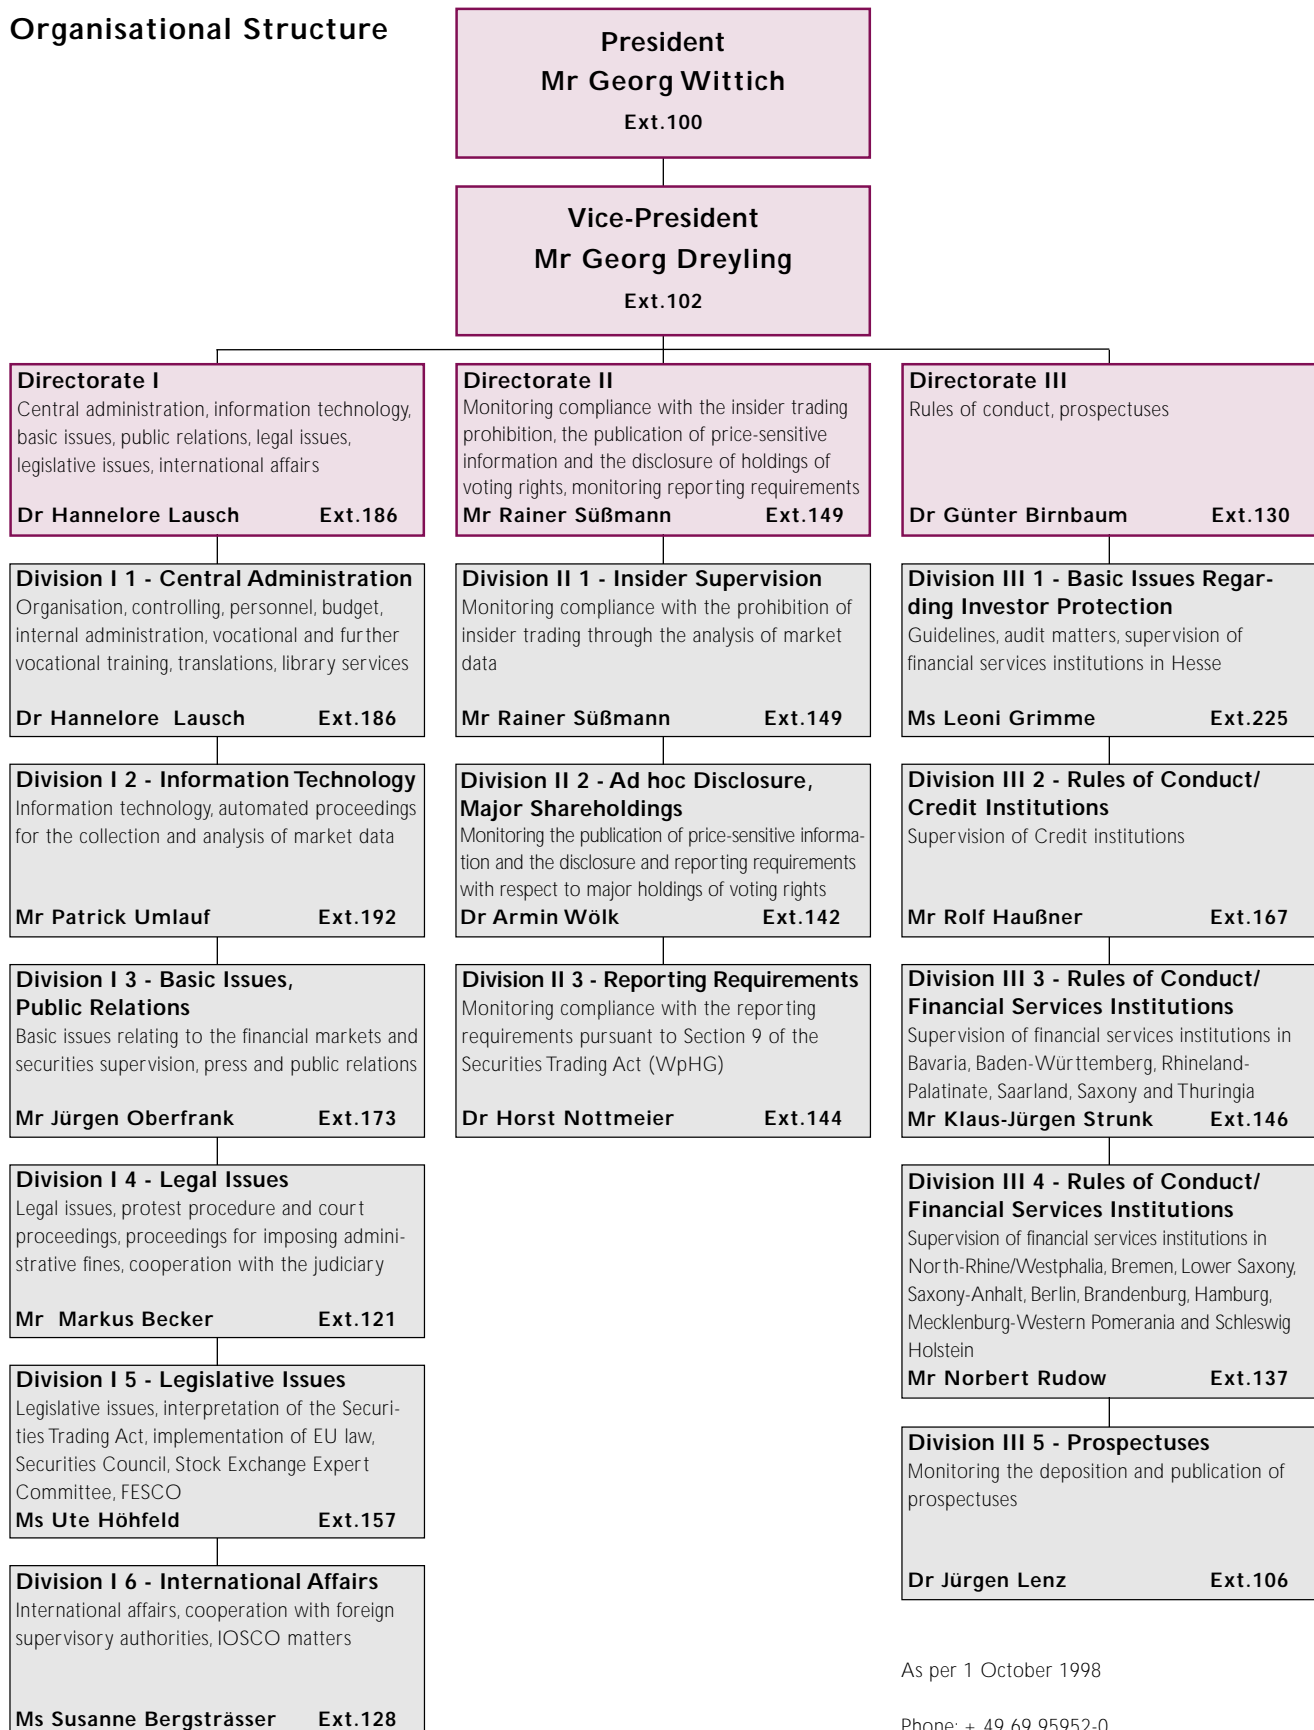 Organisational Structure
President
Mr Georg Wittich
Ext.100
Vice-President
Mr Georg Dreyling
Ext.102
Directorate I
Central administration, information technology,
basic issues, public relations, legal issues,
legislative issues, international affairs
Dr Hannelore Lausch Ext.186
Division I 1 - Central Administration
Organisation, controlling, personnel, budget,
internal administration, vocational and further
vocational training, translations, library services
Dr Hannelore Lausch Ext.186
Division I 2 - Information Technology
Information technology, automated proceedings
for the collection and analysis of market data
Mr Patrick Umlauf Ext.192
Division I 3 - Basic Issues,
Public Relations
Basic issues relating to the financial markets and
securities supervision, press and public relations
Mr Jürgen Oberfrank Ext.173
Division I 4 - Legal Issues
Legal issues, protest procedure and court
proceedings, proceedings for imposing admini-
strative fines, cooperation with the judiciary
Mr Markus Becker Ext.121
Division I 5 - Legislative Issues
Legislative issues, interpretation of the Securi-
ties Trading Act, implementation of EU law,
Securities Council, Stock Exchange Expert
Committee, FESCO
Ms Ute Höhfeld Ext.157
Division I 6 - International Affairs
International affairs, cooperation with foreign
supervisory authorities, IOSCO matters
Ms Susanne Bergsträsser Ext.128
Directorate II
Monitoring compliance with the insider trading
prohibition, the publication of price-sensitive
information and the disclosure of holdings of
voting rights, monitoring reporting requirements
Mr Rainer Süßmann Ext.149
Division II 1 - Insider Supervision
Monitoring compliance with the prohibition of
insider trading through the analysis of market
data
Mr Rainer Süßmann Ext.149
Division II 2 - Ad hoc Disclosure,
Major Shareholdings
Monitoring the publication of price-sensitive informa-
tion and the disclosure and reporting requirements
with respect to major holdings of voting rights
Dr Armin Wölk Ext.142
Division II 3 - Reporting Requirements
Monitoring compliance with the reporting
requirements pursuant to Section 9 of the
Securities Trading Act (WpHG)
Dr Horst Nottmeier Ext.144
Directorate III
Rules of conduct, prospectuses
Dr Günter Birnbaum Ext.130
Division III 1 - Basic Issues Regar-
ding Investor Protection
Guidelines, audit matters, supervision of
financial services institutions in Hesse
Ms Leoni Grimme Ext.225
Division III 2 - Rules of Conduct/
Credit Institutions
Supervision of Credit institutions
Mr Rolf Haußner Ext.167
Division III 3 - Rules of Conduct/
Financial Services Institutions
Supervision of financial services institutions in
Bavaria, Baden-Württemberg, Rhineland-
Palatinate, Saarland, Saxony and Thuringia
Mr Klaus-Jürgen Strunk Ext.146
Division III 4 - Rules of Conduct/
Financial Services Institutions
Supervision of financial services institutions in
North-Rhine/Westphalia, Bremen, Lower Saxony,
Saxony-Anhalt, Berlin, Brandenburg, Hamburg,
Mecklenburg-Western Pomerania and Schleswig
Holstein
Mr Norbert Rudow Ext.137
Division III 5 - Prospectuses
Monitoring the deposition and publication of
prospectuses
Dr Jürgen Lenz Ext.106
As per 1 October 1998
Phone: + 49 69 95952-0